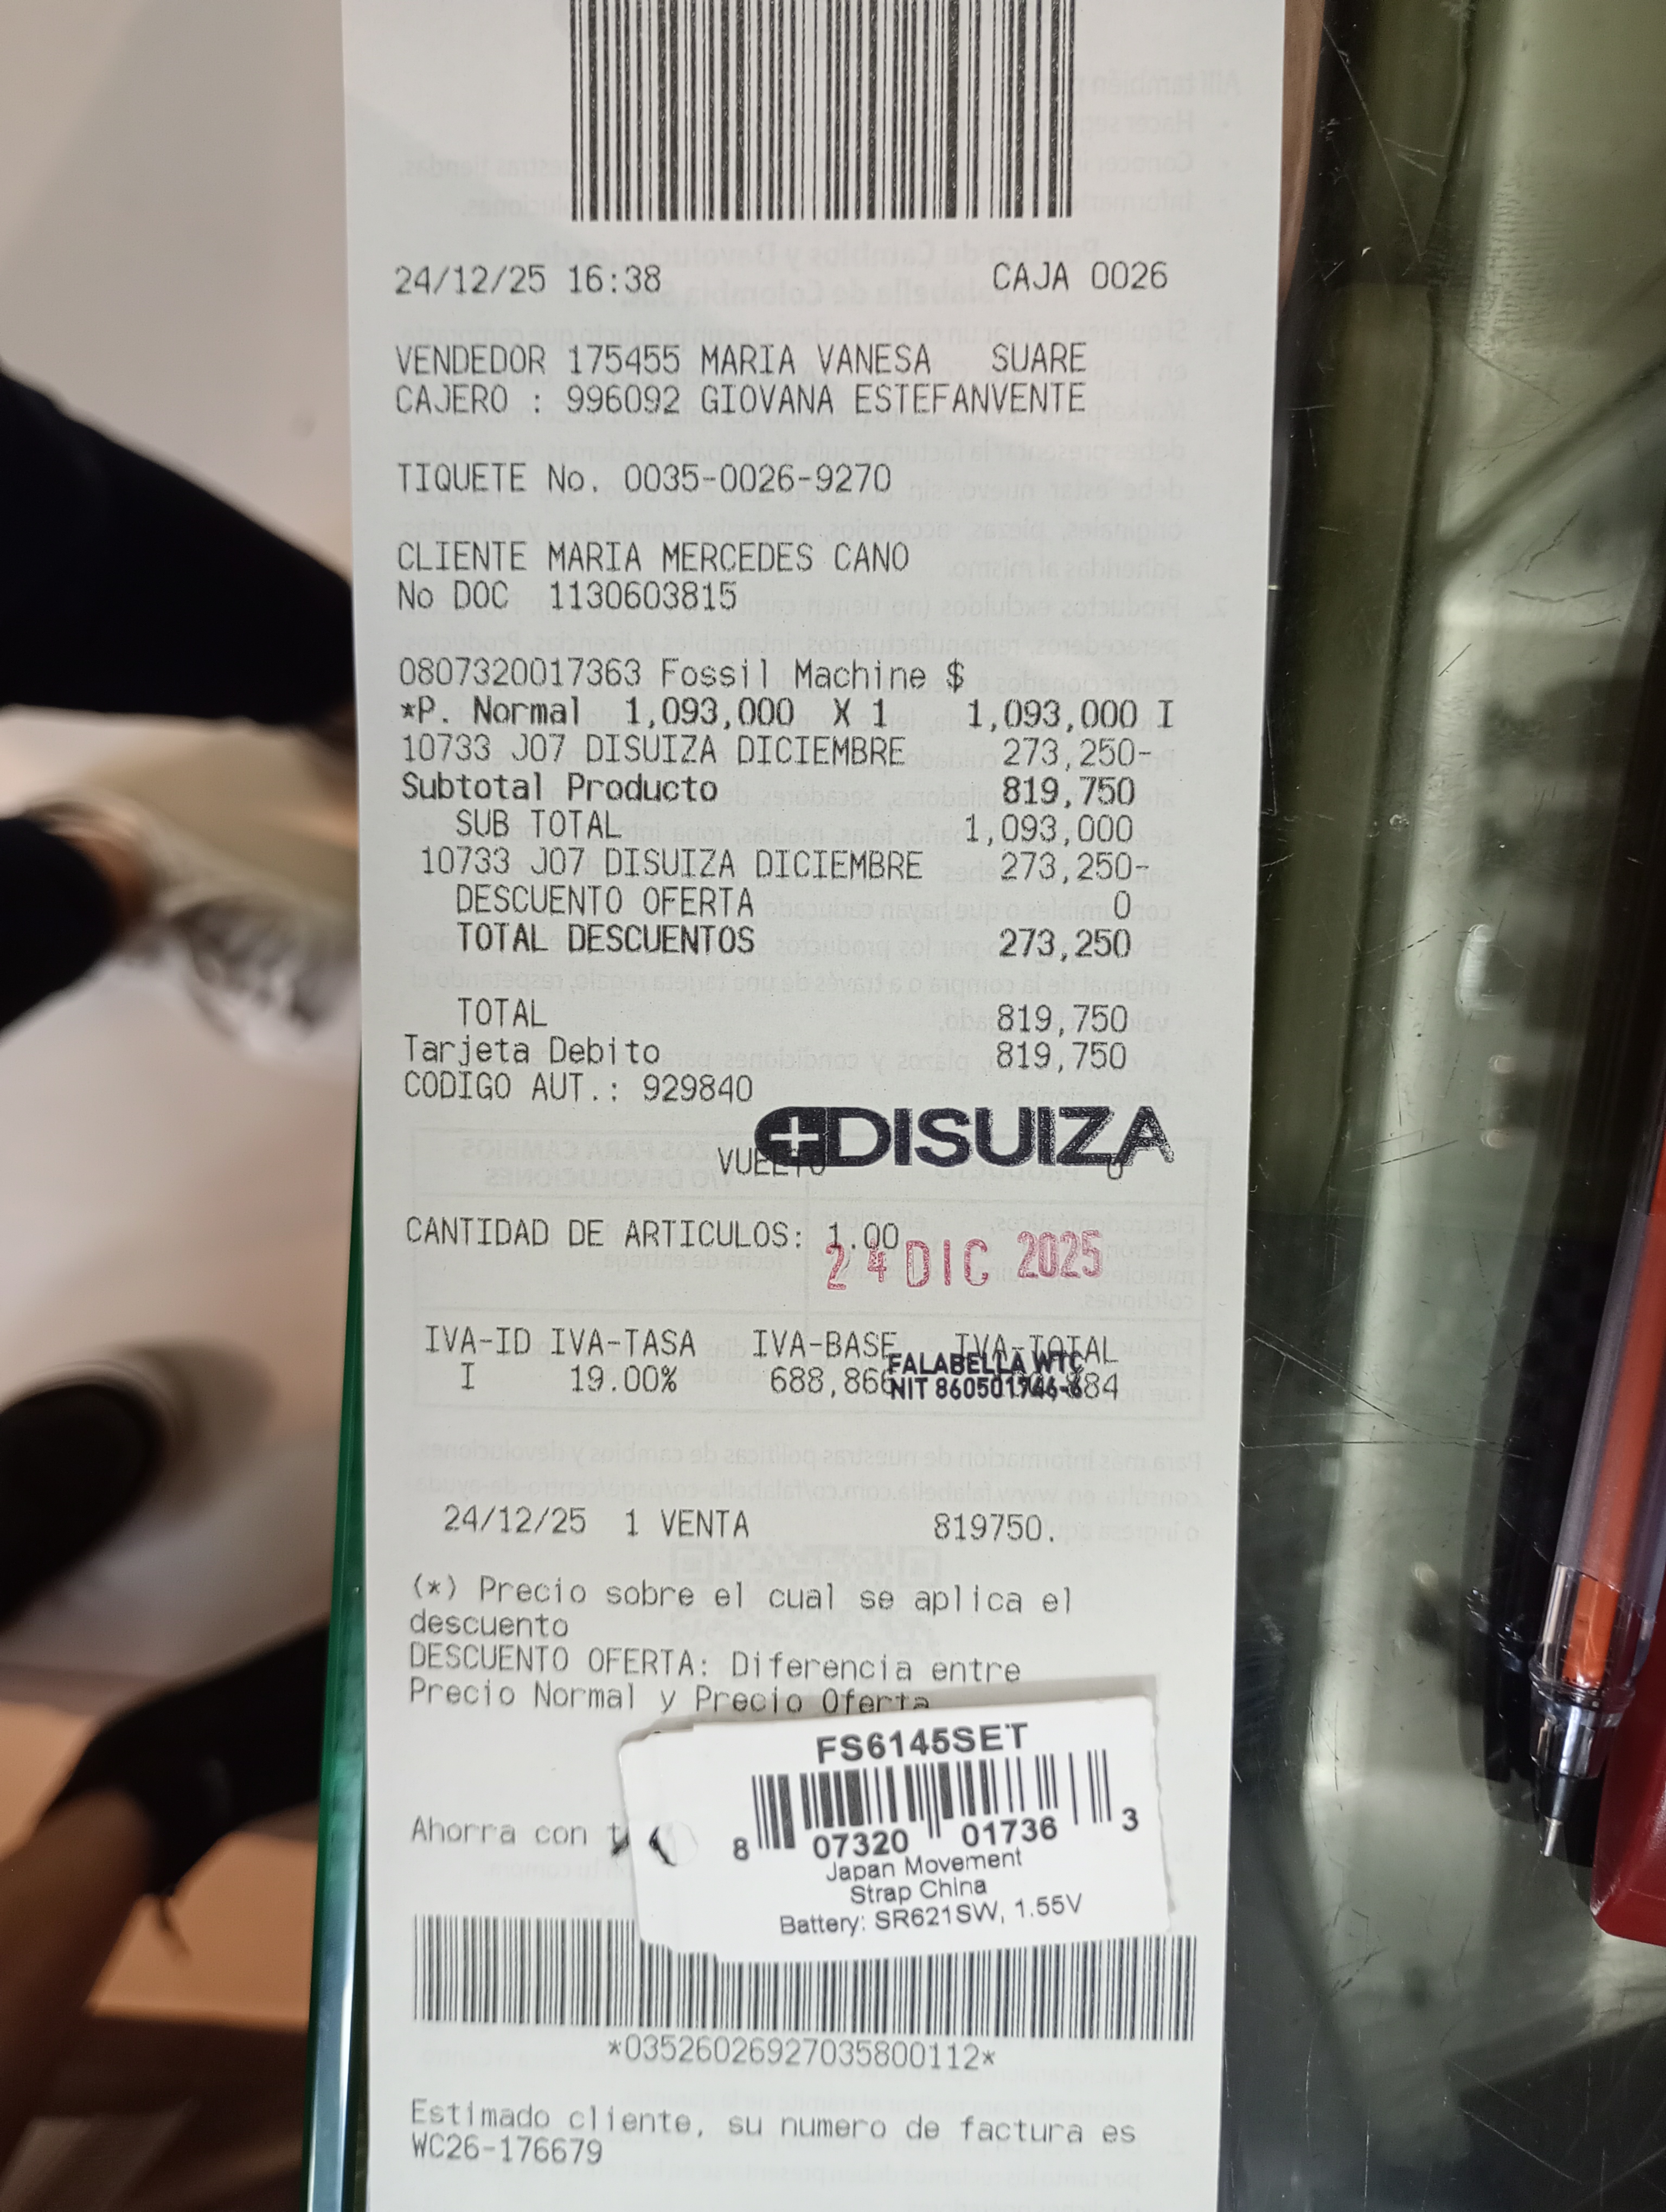 24/12/25 16:38 CAJA 0026
VENDEDOR 175455 MARIA VANESA SUARE
CAJERO : 996092 GIOVANA ESTEFANVENTE
TIQUETE No. 0035-0026-9270
CLIENTE MARIA MERCEDES CANO
No DOC 1130603815
0807320017363 Fossil Machine $
*P. Normal 1,093,000 X 1 1,093,000 I
10733 J07 DISUIZA DICIEMBRE 273,250-
Subtotal Producto 819,750
SUB TOTAL 1,093,000
10733 J07 DISUIZA DICIEMBRE 273,250-
DESCUENTO OFERTA 0
TOTAL DESCUENTOS 273,250
TOTAL 819,750
Tarjeta Debito 819,750
CODIGO AUT.: 929840
DISUIZA
VUELTO 0
CANTIDAD DE ARTICULOS: 1.00
24 DIC 2025
IVA-ID IVA-TASA IVA-BASE IVA-TOTAL
FALABELLA WTC
I 19.00% 688,866
NIT 860501946-6
24/12/25 1 VENTA 819750.
(*) Precio sobre el cual se aplica el
descuento
DESCUENTO OFERTA: Diferencia entre
Precio Normal y Precio Oferta
FS6145SET
8 07320 01736 3
Japan Movement
Strap China
Battery: SR621SW, 1.55V
Ahorra con
*03526026927035800112*
Estimado cliente, su numero de factura es
WC26-176679